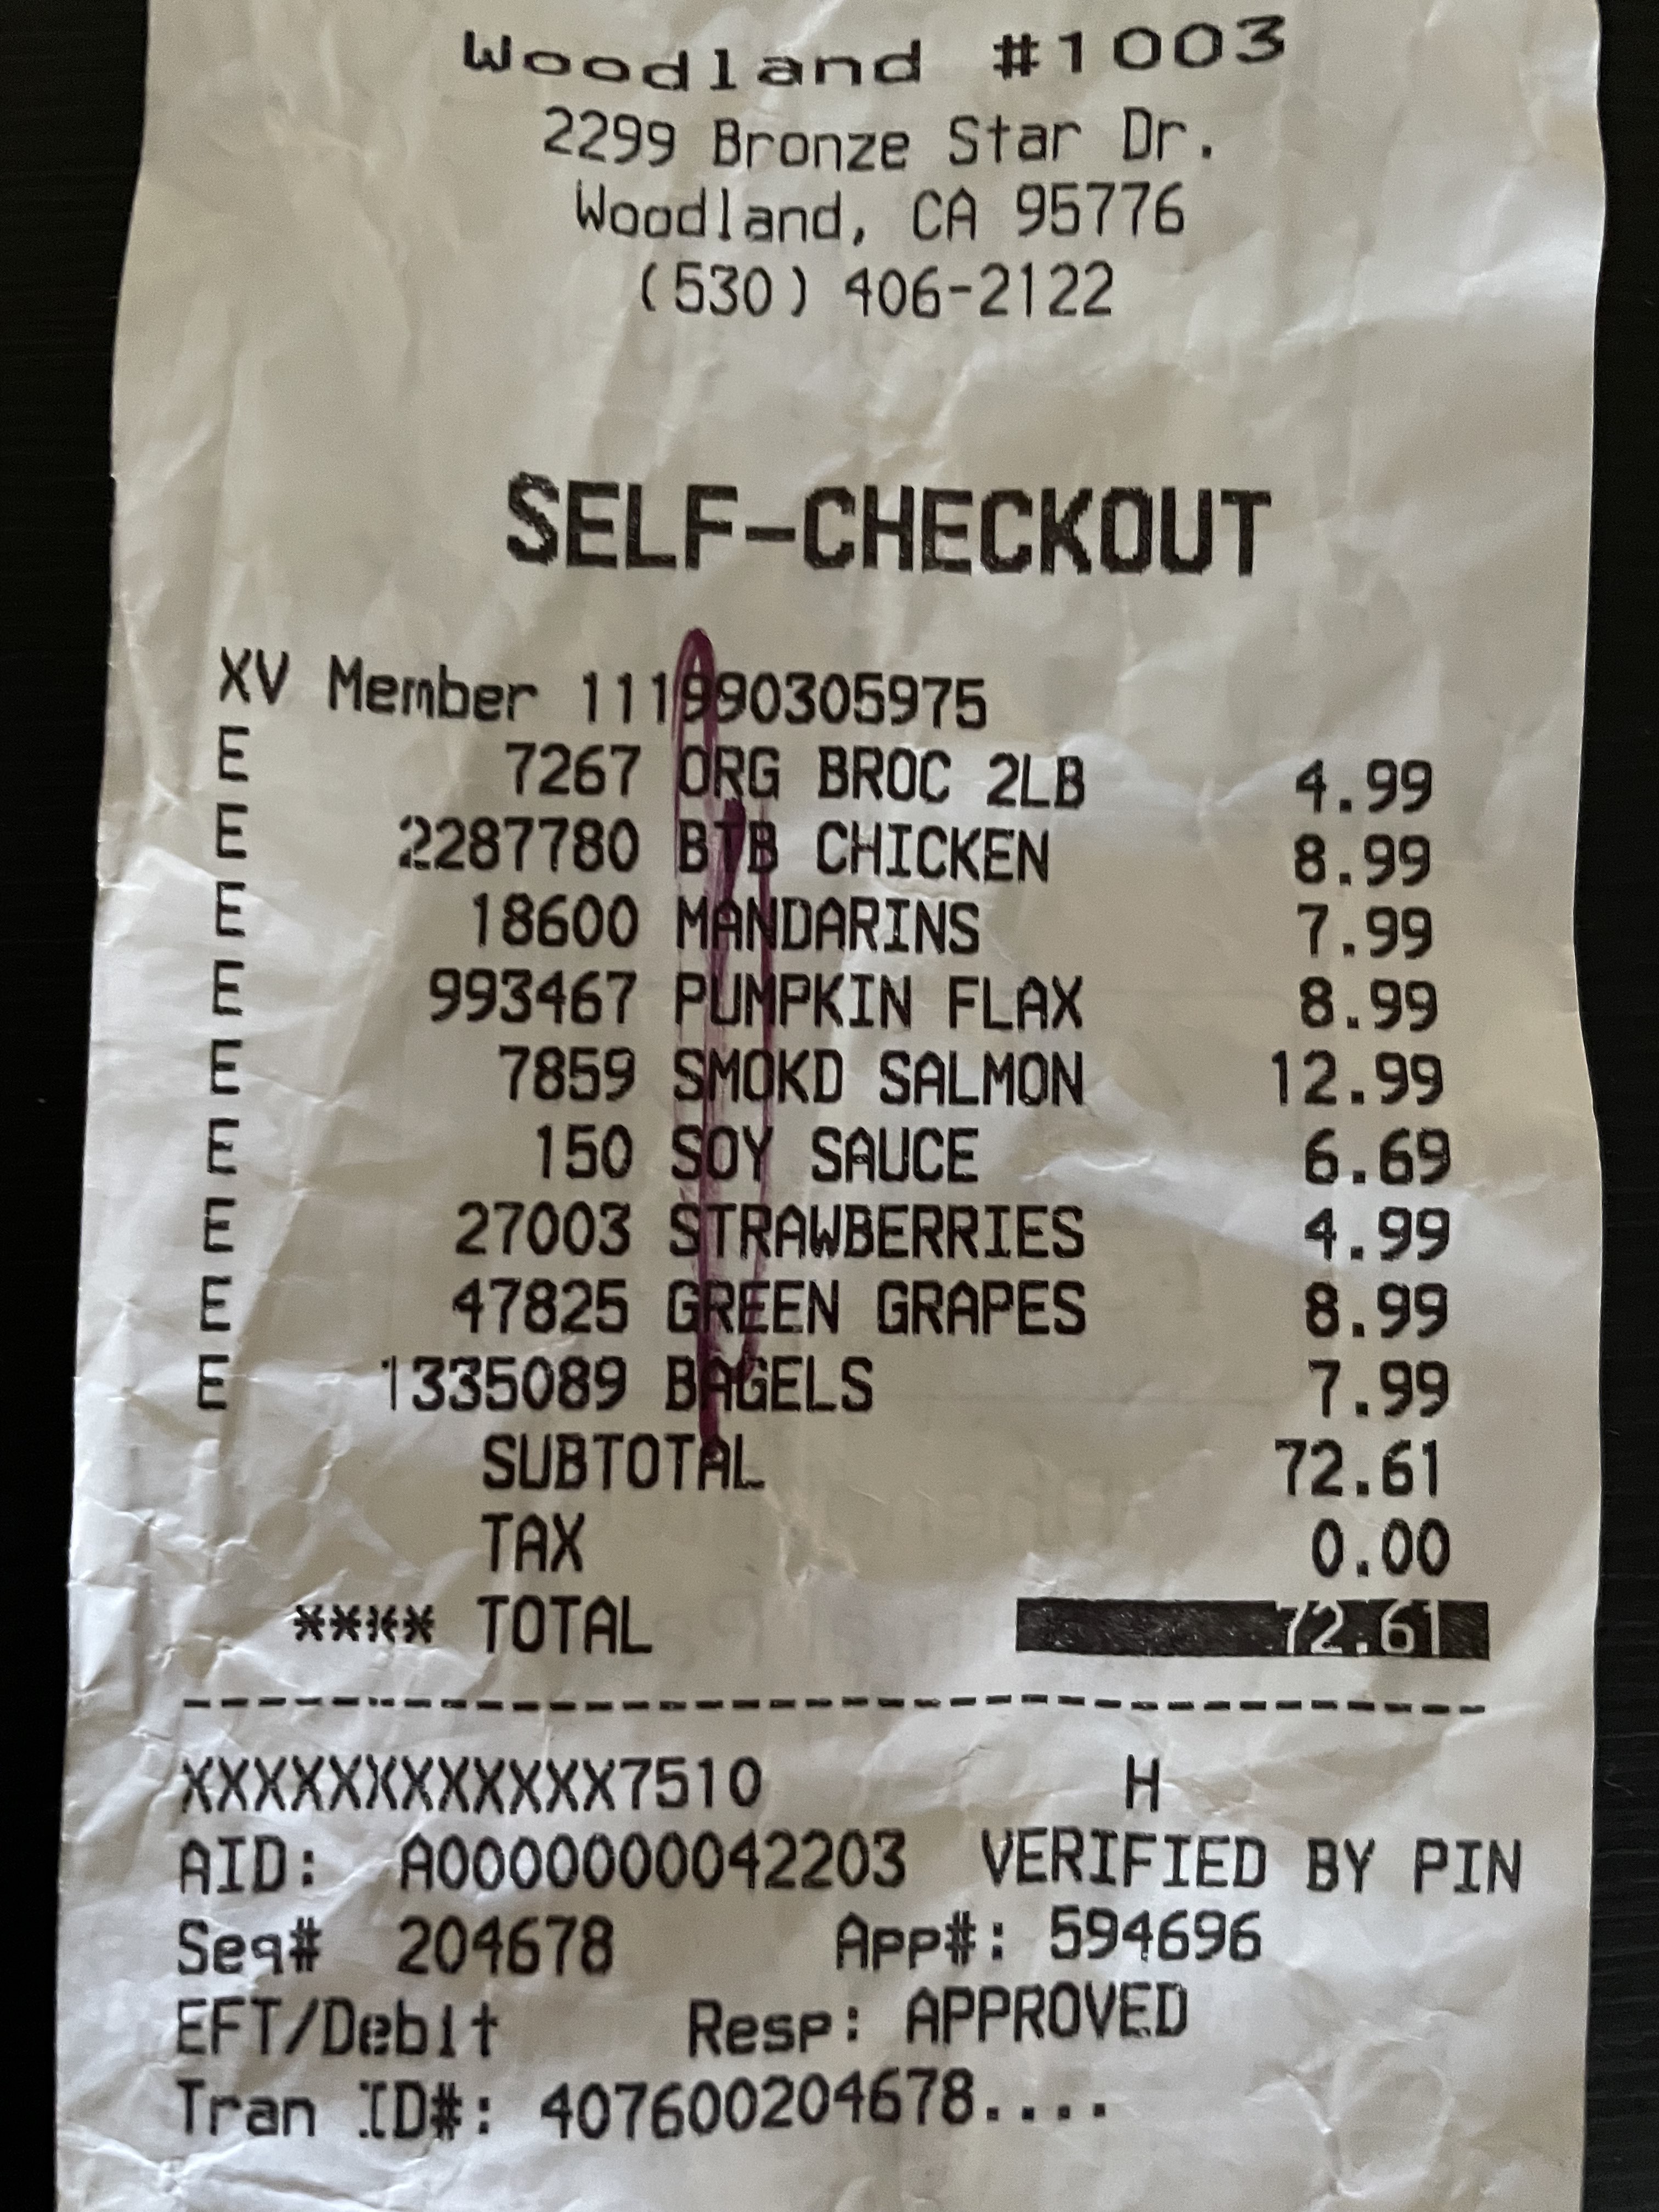 Woodland #1003
2299 Bronze Star Dr.
Woodland, CA 95776
(530) 406-2122
SELF-CHECKOUT
XV Member 111990305975
E 7267 ORG BROC 2LB 4.99
E 2287780 BTB CHICKEN 8.99
E 18600 MANDARINS 7.99
E 993467 PUMPKIN FLAX 8.99
E 7859 SMOKD SALMON 12.99
E 150 SOY SAUCE 6.69
E 27003 STRAWBERRIES 4.99
E 47825 GREEN GRAPES 8.99
E 1335089 BAGELS 7.99
SUBTOTAL 72.61
TAX 0.00
**** TOTAL 72.61
XXXXXXXXXXXX7510 H
AID: A0000000042203 VERIFIED BY PIN
Seq# 204678 App#: 594696
EFT/Debit Resp: APPROVED
Tran ID#: 407600204678....